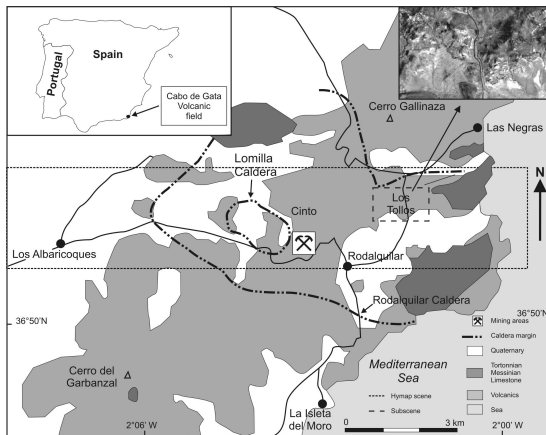 Portugal
Spain
Cabo de Gata
Volcanic
field
Cerro Gallinaza
Las Negras
Lomilla
Caldera
N
Cinto
Los
Tollos
Los Albaricoques
Rodalquilar
Rodalquilar Caldera
36°50'N
36°50'N
Mining areas
Caldera margin
Quaternary
Tortonnian
Messinian
Limestone
Volcanics
Sea
Mediterranean
Sea
Hymap scene
Subscene
Cerro del
Garbanzal
La Isleta
del Moro
0
3 km
2°06' W
2°00' W